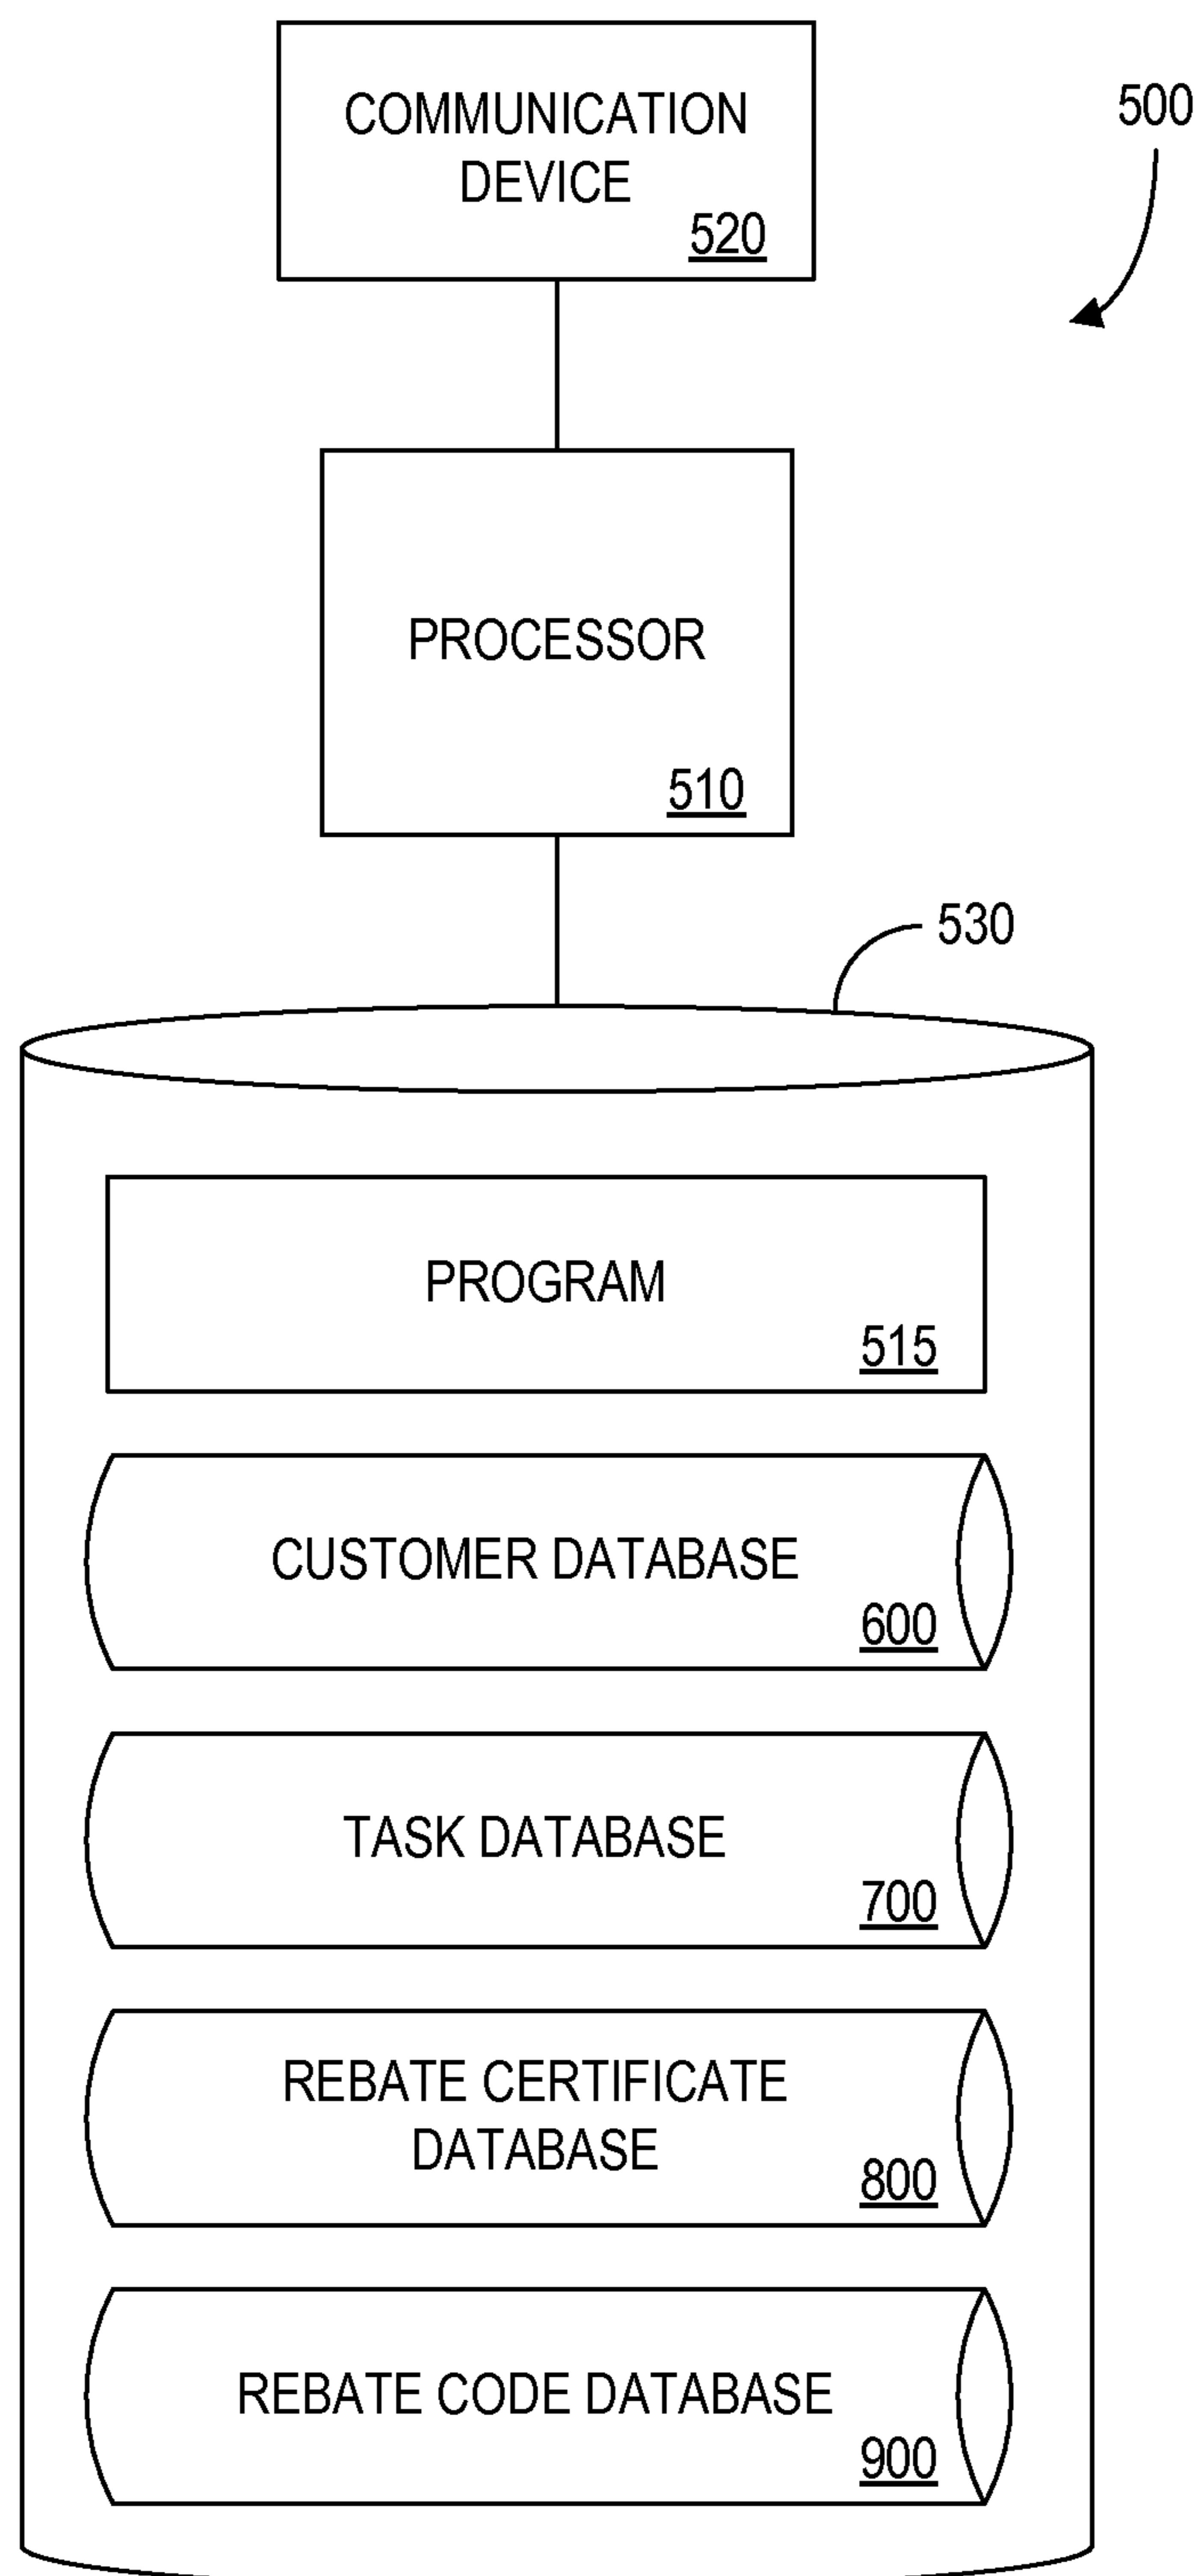 COMMUNICATION
DEVICE
520
500
PROCESSOR
510
530
PROGRAM
515
CUSTOMER DATABASE
600
TASK DATABASE
700
REBATE CERTIFICATE
DATABASE
800
REBATE CODE DATABASE
900